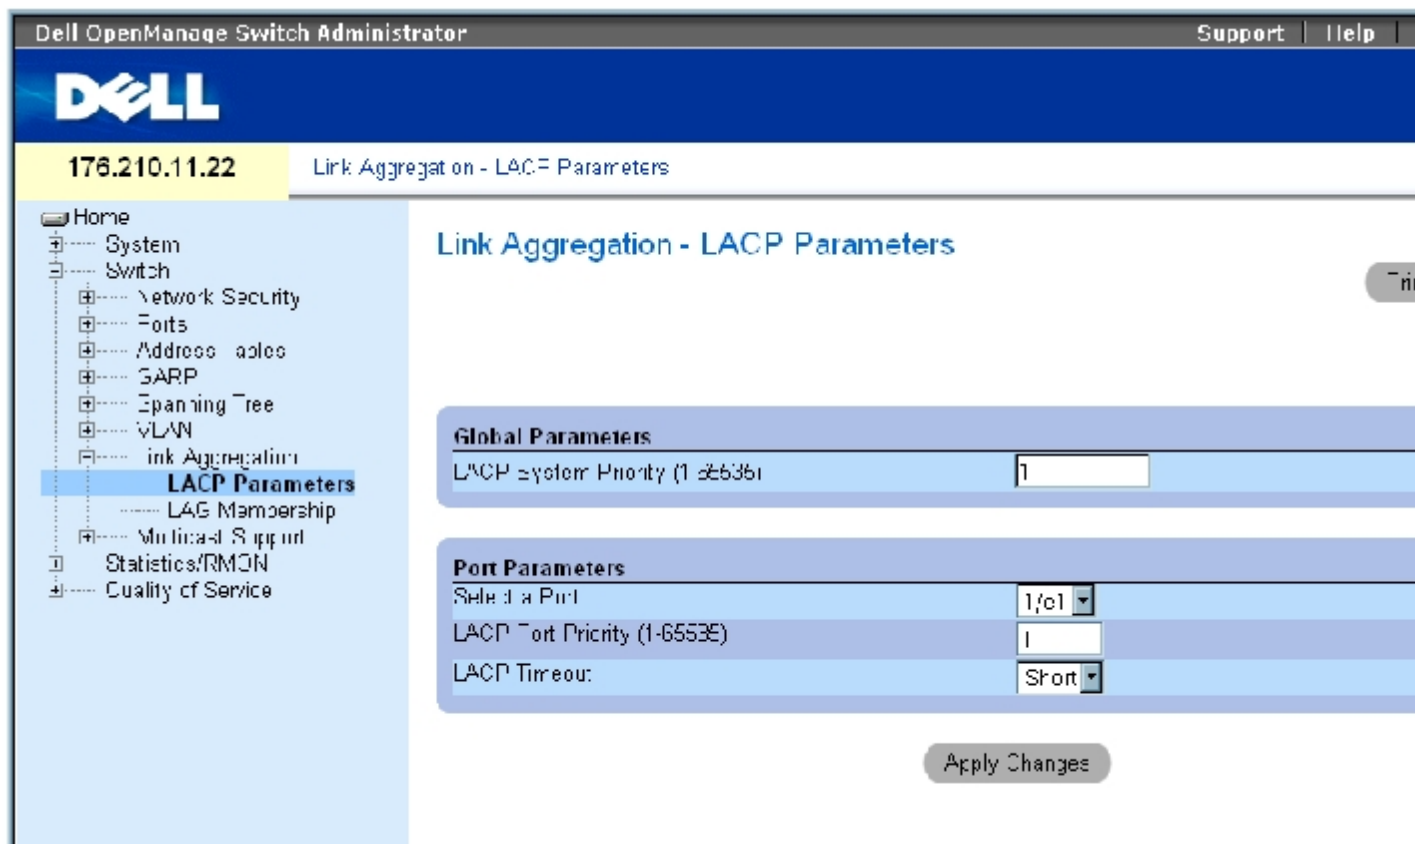 Dell OpenManage Switch Administrator Support Help
DELL
176.210.11.22 Link Aggregation - LACP Parameters
Home
System
Switch
Network Security
Ports
Address Tables
GARP
Spanning Tree
VLAN
Link Aggregation
LACP Parameters
LAG Membership
Multicast Support
Statistics/RMON
Quality of Service
Link Aggregation - LACP Parameters
Global Parameters
LACP System Priority (1-65535) 1
Port Parameters
Select a Port 1/e1
LACP Port Priority (1-65535) 1
LACP Timeout Short
Apply Changes